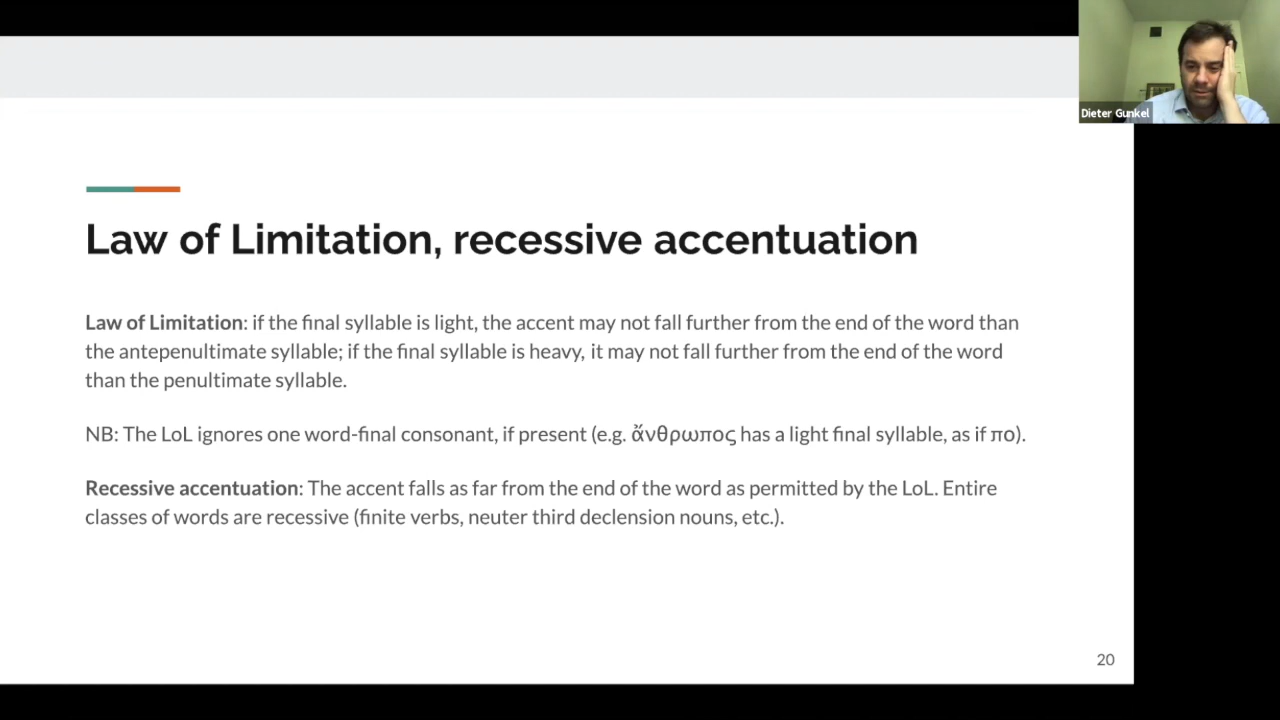 Dieter Gunkel
Law of Limitation, recessive accentuation
Law of Limitation: if the final syllable is light, the accent may not fall further from the end of the word than
the antepenultimate syllable; if the final syllable is heavy, it may not fall further from the end of the word
than the penultimate syllable.
NB: The LoL ignores one word-final consonant, if present (e.g. ἄνθρωπος has a light final syllable, as if πο).
Recessive accentuation: The accent falls as far from the end of the word as permitted by the LoL. Entire
classes of words are recessive (finite verbs, neuter third declension nouns, etc.).
20